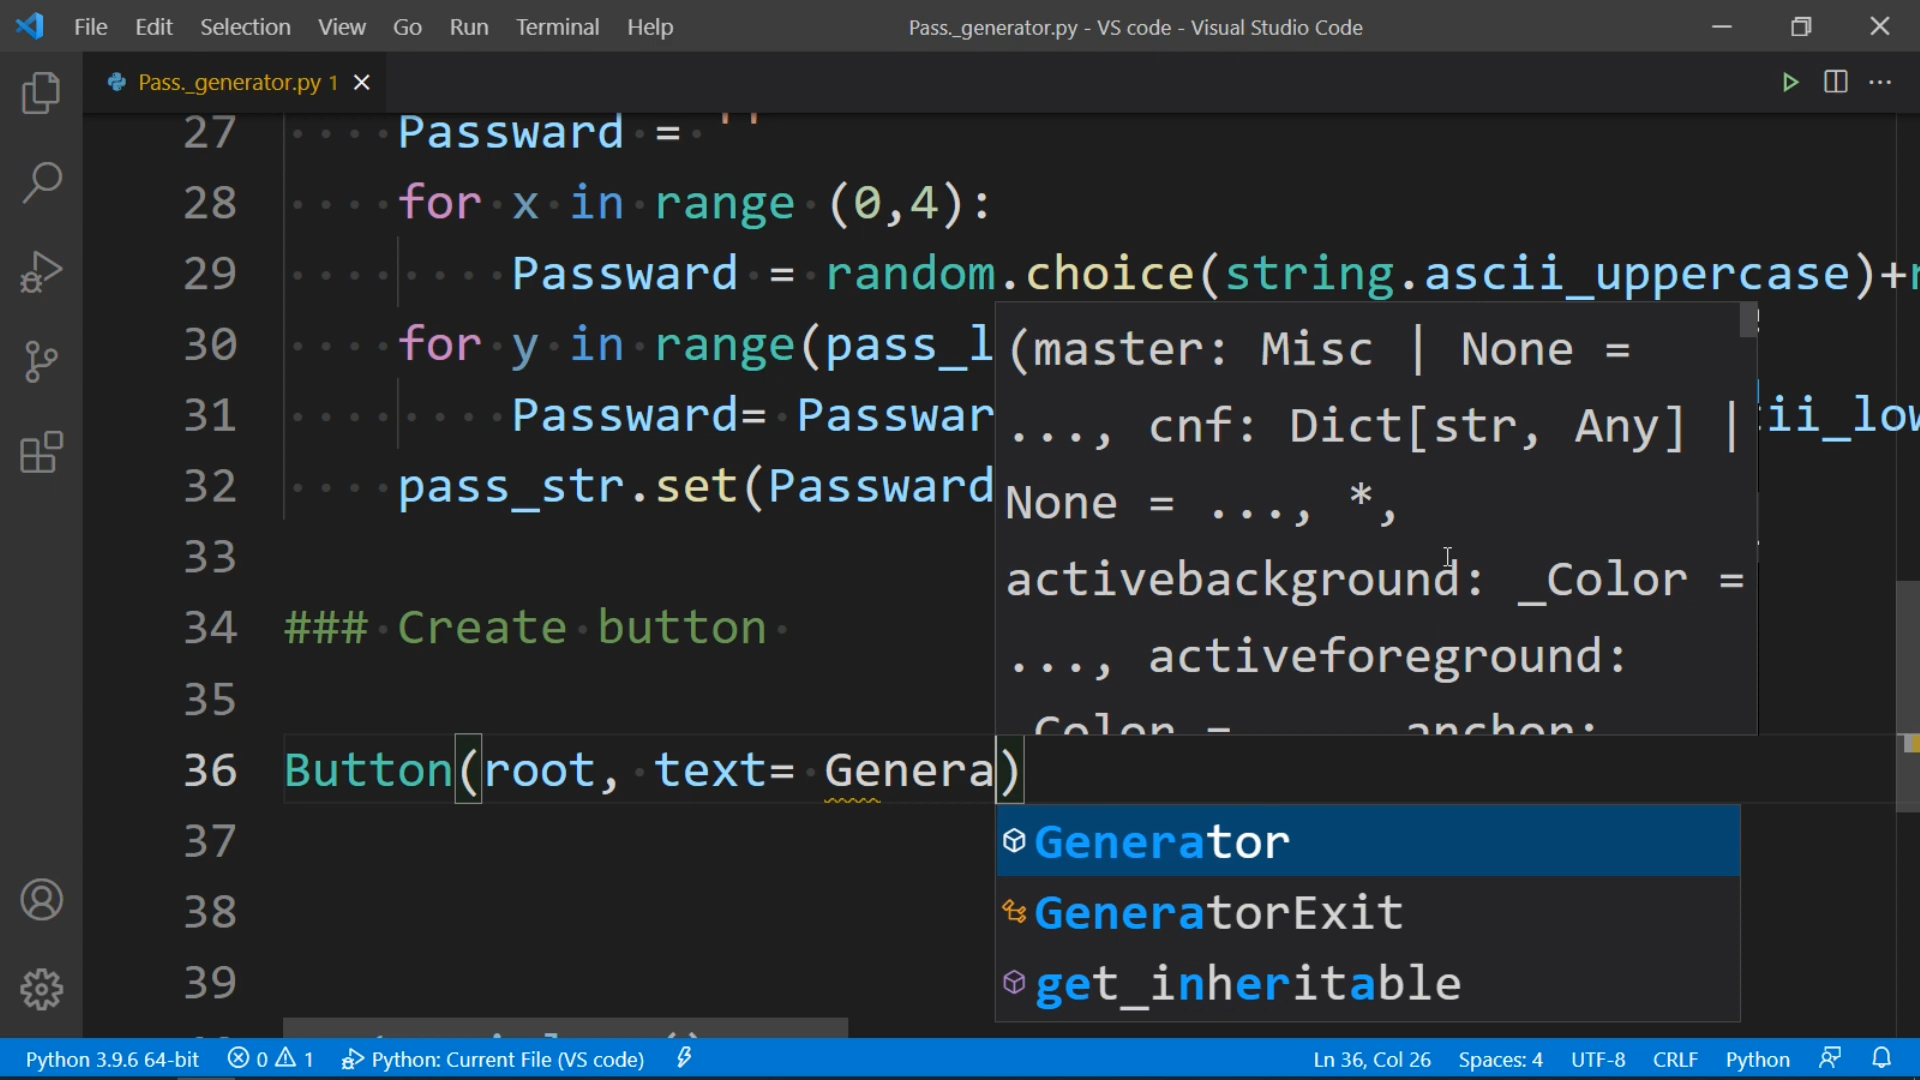 File Edit Selection View Go Run Terminal Help
Pass._generator.py - VS code - Visual Studio Code
Pass._generator.py 1
27 Passward = ''
28 for x in range (0,4):
29 Passward = random.choice(string.ascii_uppercase)+r
30 for y in range(pass_l
31 Passward= Passwar
ii_low
32 pass_str.set(Passward
33
34 ### Create button
35
36 Button(root, text= Genera)
37
38
39
(master: Misc | None =
..., cnf: Dict[str, Any] |
None = ..., *,
activebackground: _Color =
..., activeforeground:
_Color = ..., anchor:
Generator
GeneratorExit
get_inheritable
Python 3.9.6 64-bit 0 1 Python: Current File (VS code) Ln 36, Col 26 Spaces: 4 UTF-8 CRLF Python